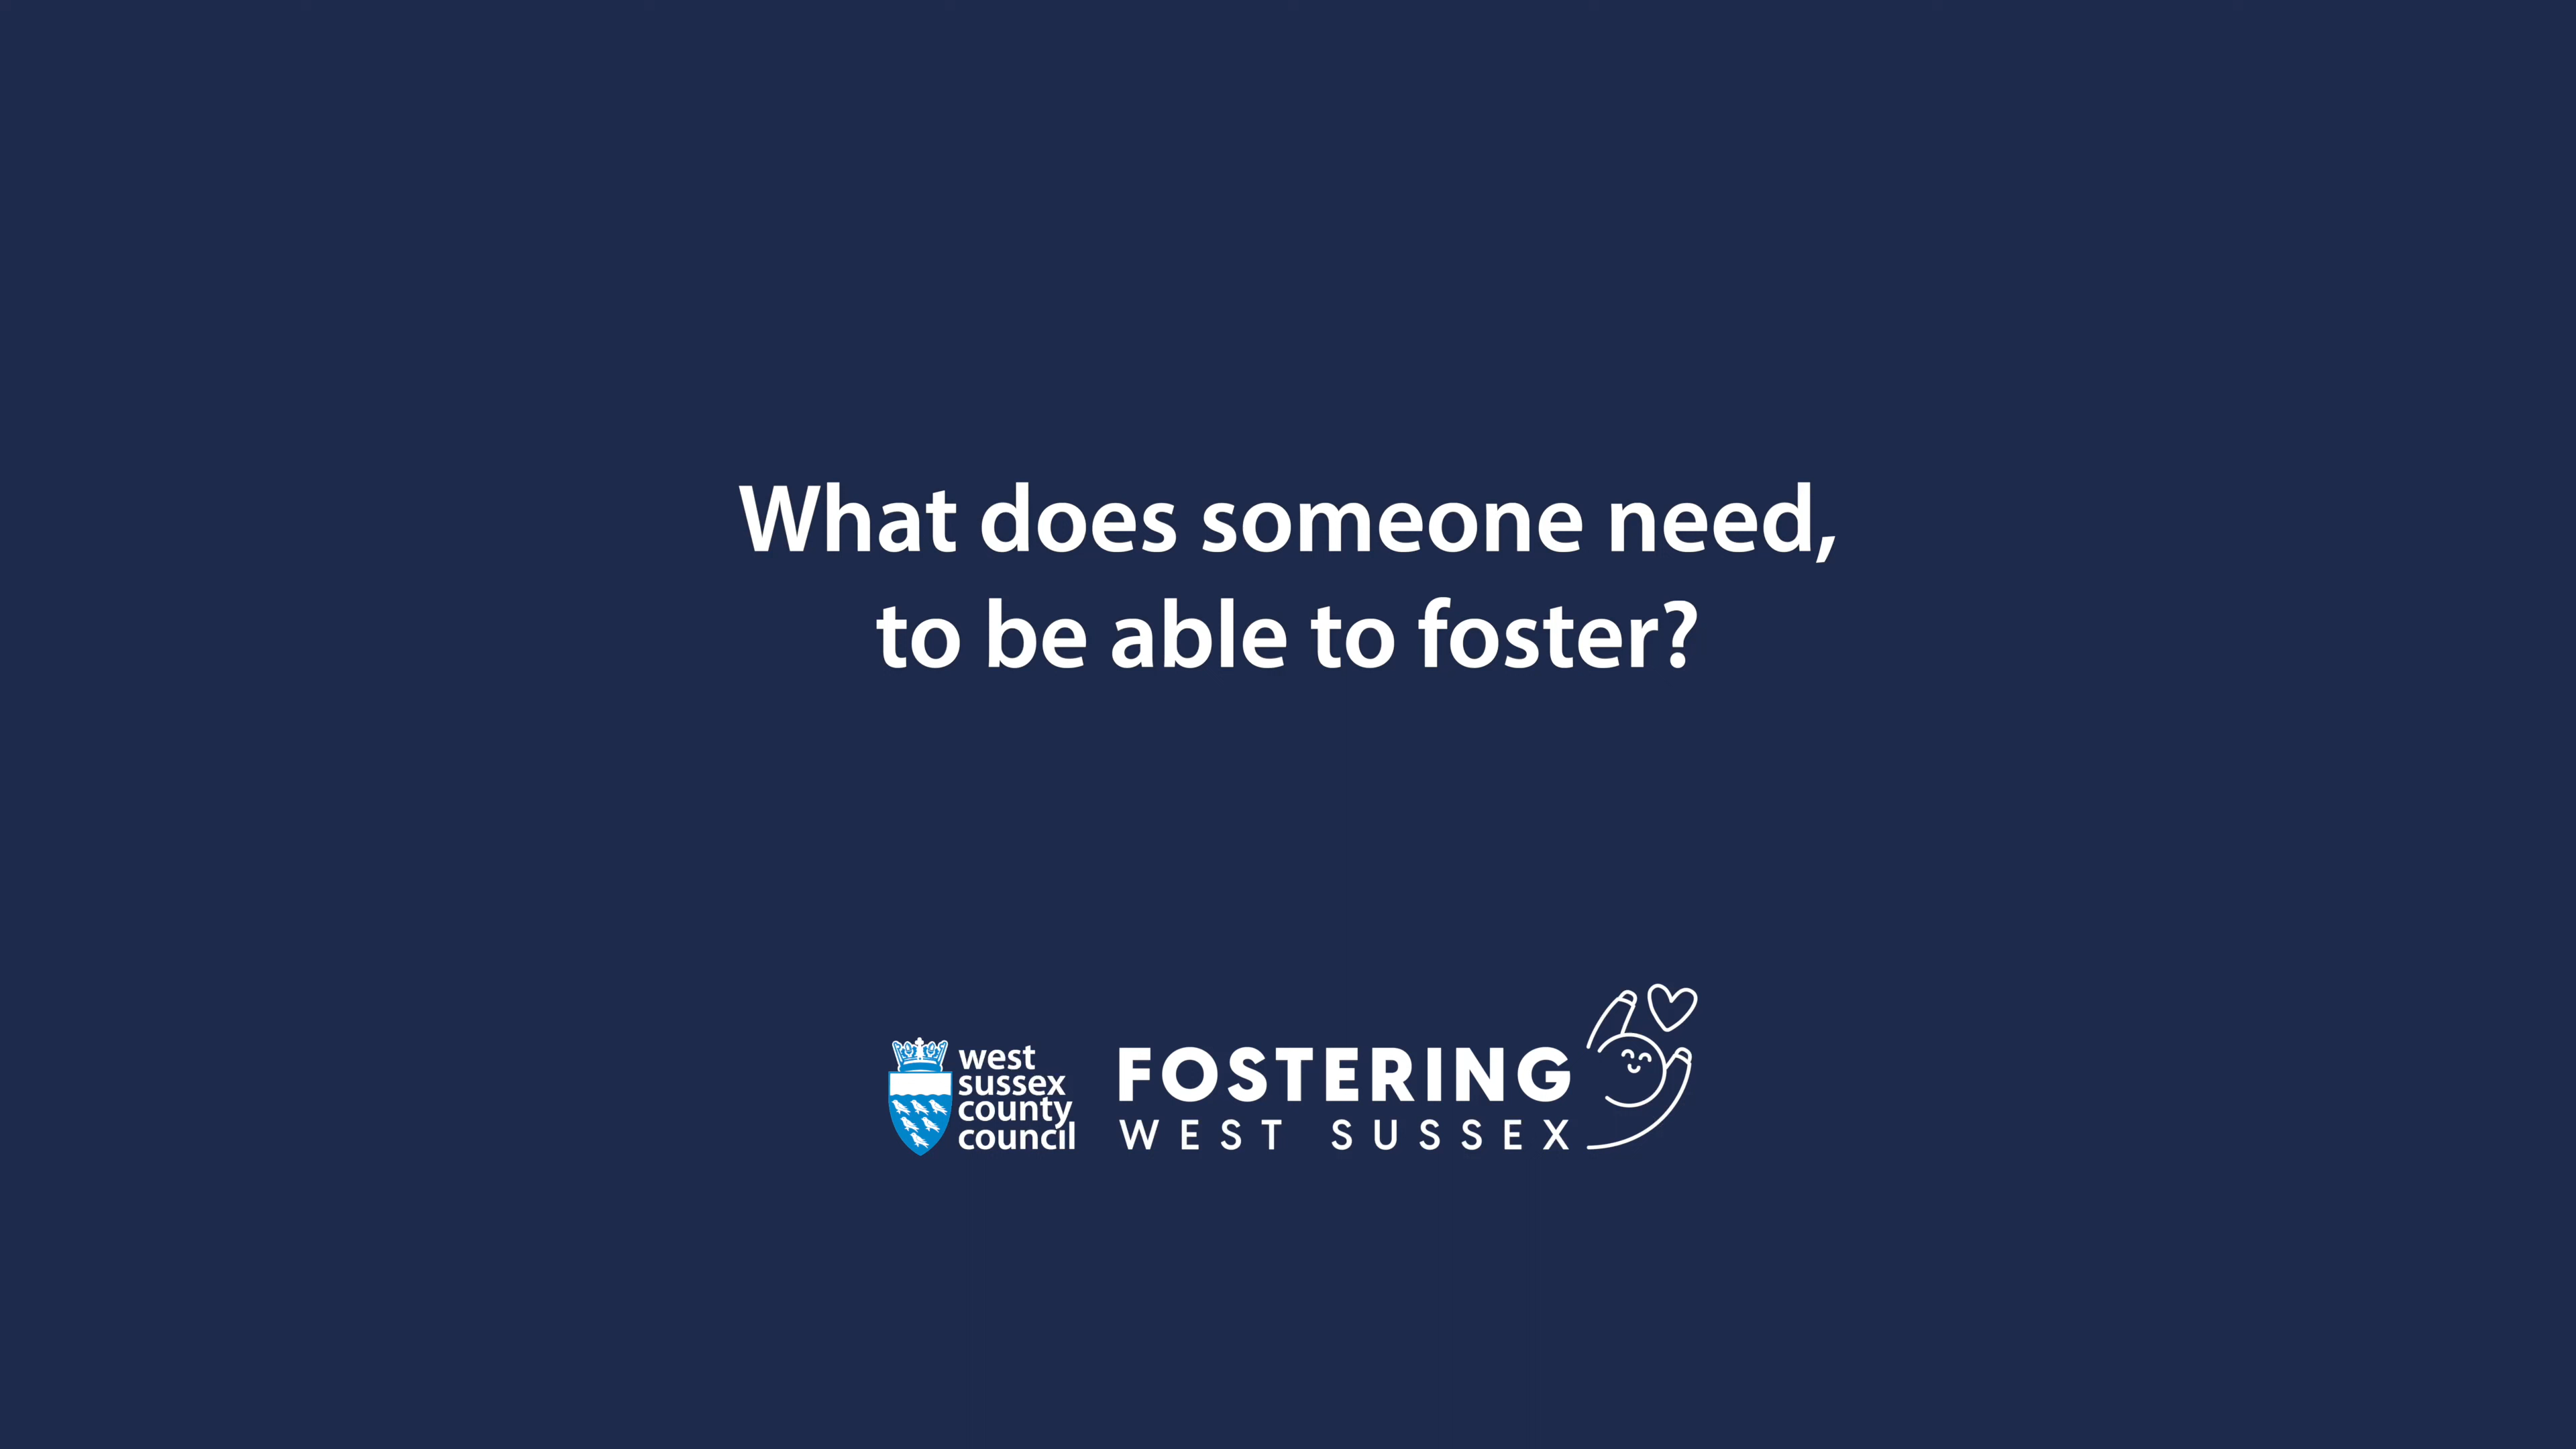 What does someone need,
to be able to foster?
west
sussex
county
council
FOSTERING
WEST SUSSEX